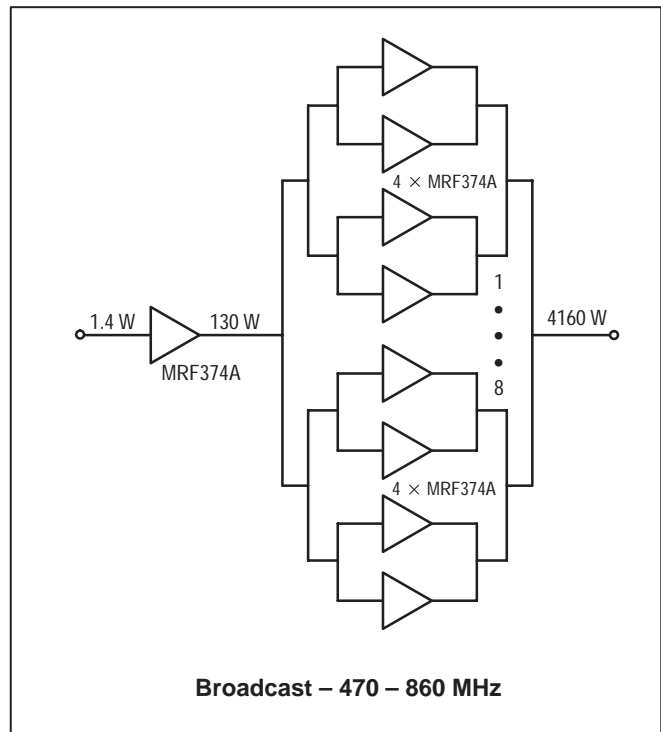 4 × MRF374A
1
8
1.4 W
130 W
4160 W
MRF374A
4 × MRF374A
Broadcast – 470 – 860 MHz